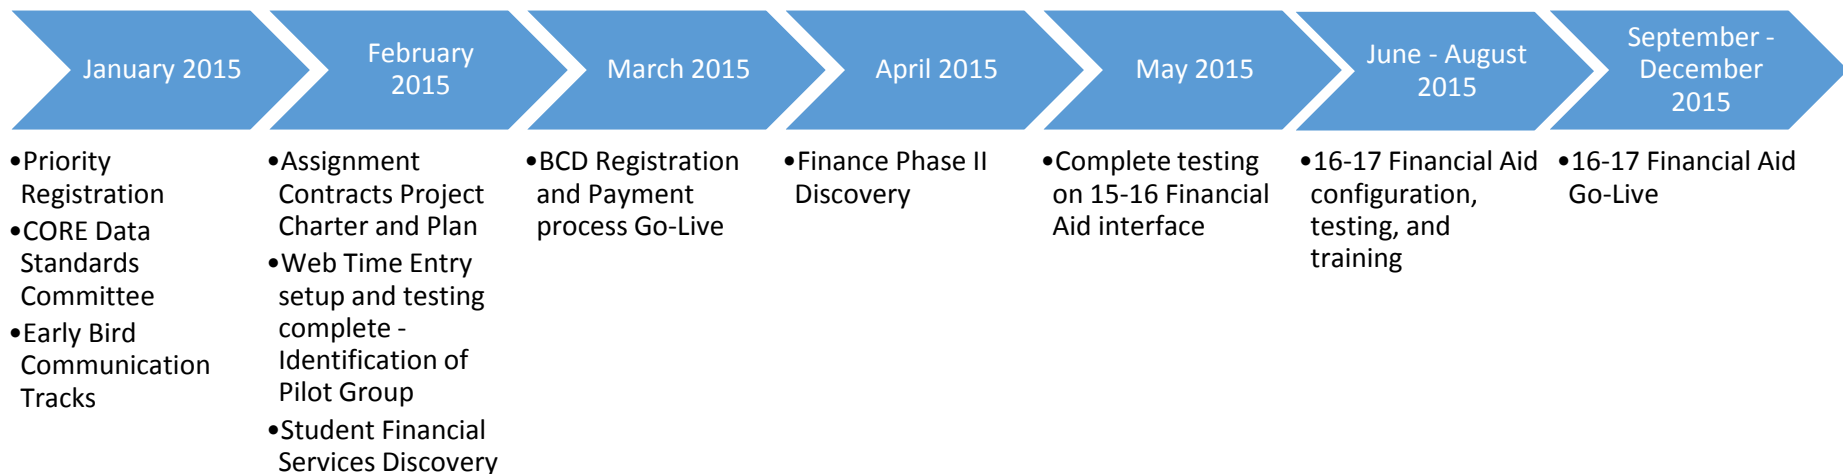 January 2015
February
2015
March 2015
April 2015
May 2015
June - August
2015
September -
December
2015
•Priority
Registration
•CORE Data
Standards
Committee
•Early Bird
Communication
Tracks
•Assignment
Contracts Project
Charter and Plan
•Web Time Entry
setup and testing
complete -
Identification of
Pilot Group
•Student Financial
Services Discovery
•BCD Registration
and Payment
process Go-Live
•Finance Phase II
Discovery
•Complete testing
on 15-16 Financial
Aid interface
•16-17 Financial Aid
configuration,
testing, and
training
•16-17 Financial Aid
Go-Live